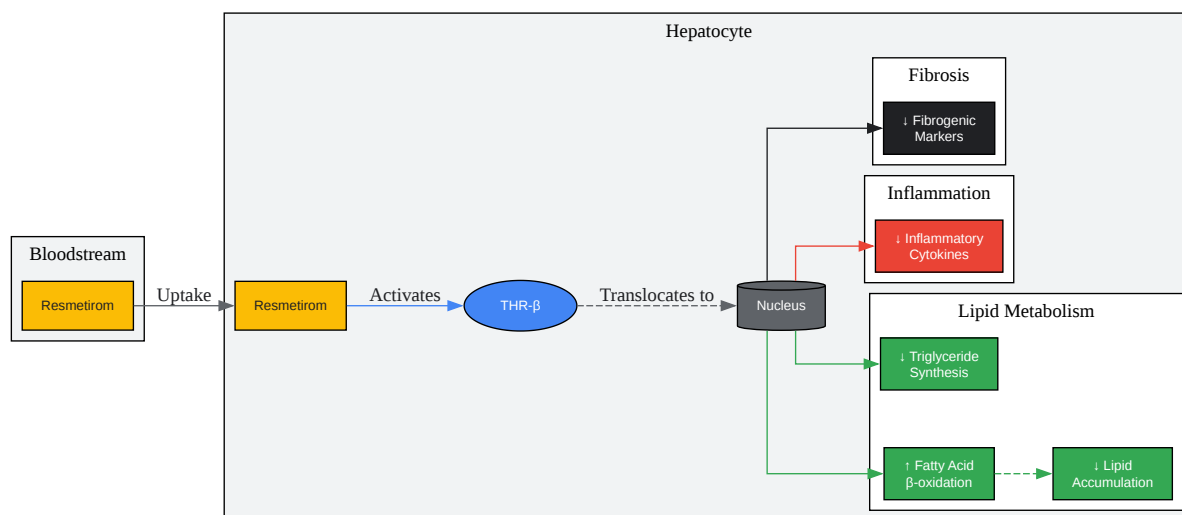 Hepatocyte
Fibrosis
↓ Fibrogenic
Markers
Inflammation
↓ Inflammatory
Cytokines
Bloodstream
Resmetirom
Uptake
Resmetirom
Activates
THR-β
Translocates to
Nucleus
Lipid Metabolism
↓ Triglyceride
Synthesis
↑ Fatty Acid
β-oxidation
↓ Lipid
Accumulation